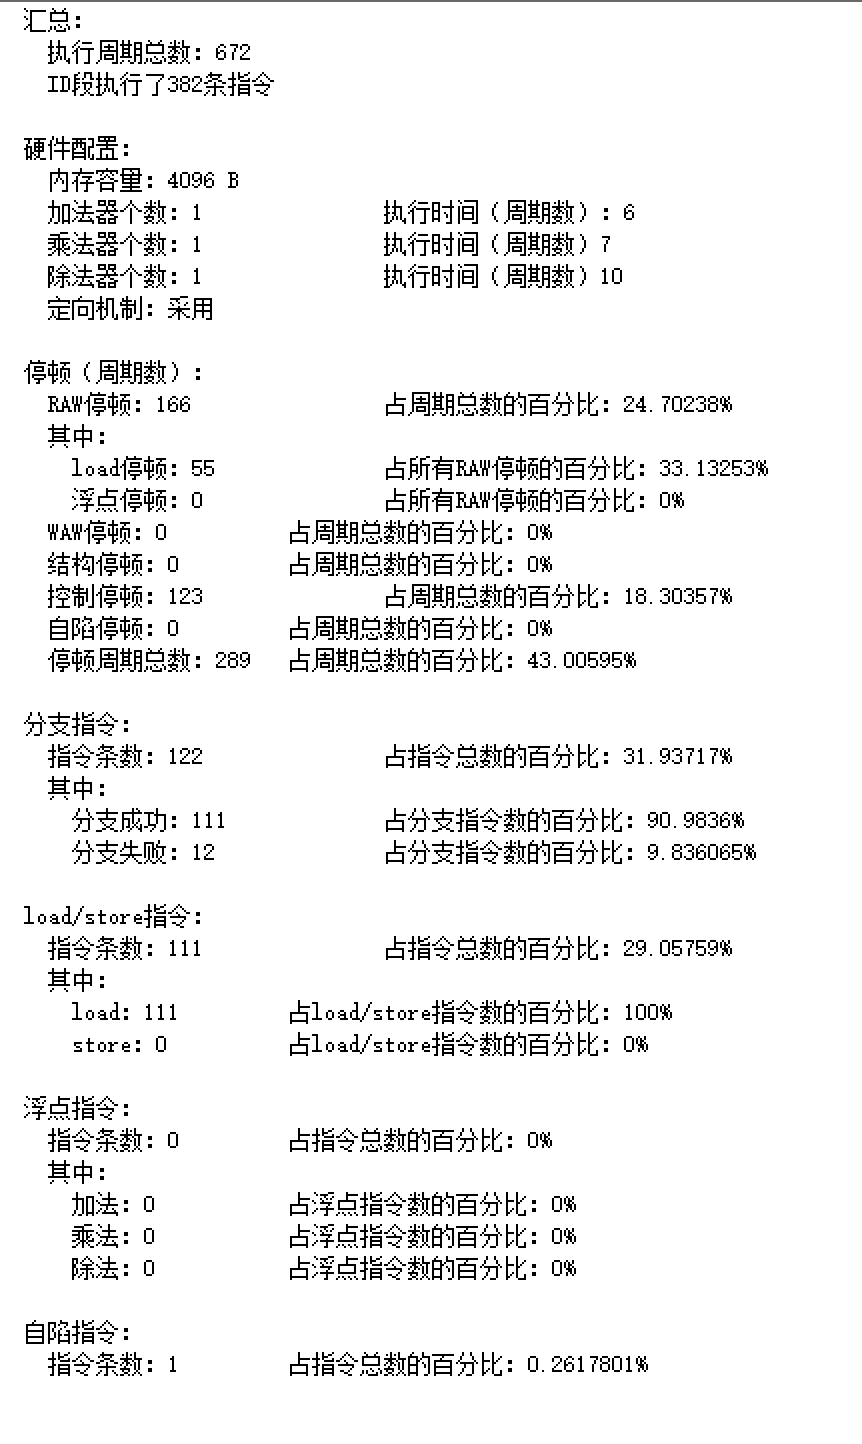 汇总：
执行周期总数：672
ID段执行了382条指令
硬件配置：
内存容量：4096 B
加法器个数：1 执行时间（周期数）：6
乘法器个数：1 执行时间（周期数）7
除法器个数：1 执行时间（周期数）10
定向机制：采用
停顿（周期数）：
RAW停顿：166 占周期总数的百分比：24.70238%
其中：
load停顿：55 占所有RAW停顿的百分比：33.13253%
浮点停顿：0 占所有RAW停顿的百分比：0%
WAW停顿：0 占周期总数的百分比：0%
结构停顿：0 占周期总数的百分比：0%
控制停顿：123 占周期总数的百分比：18.30357%
自陷停顿：0 占周期总数的百分比：0%
停顿周期总数：289 占周期总数的百分比：43.00595%
分支指令：
指令条数：122 占指令总数的百分比：31.93717%
其中：
分支成功：111 占分支指令数的百分比：90.9836%
分支失败：12 占分支指令数的百分比：9.836065%
load/store指令：
指令条数：111 占指令总数的百分比：29.05759%
其中：
load：111 占load/store指令数的百分比：100%
store：0 占load/store指令数的百分比：0%
浮点指令：
指令条数：0 占指令总数的百分比：0%
其中：
加法：0 占浮点指令数的百分比：0%
乘法：0 占浮点指令数的百分比：0%
除法：0 占浮点指令数的百分比：0%
自陷指令：
指令条数：1 占指令总数的百分比：0.2617801%